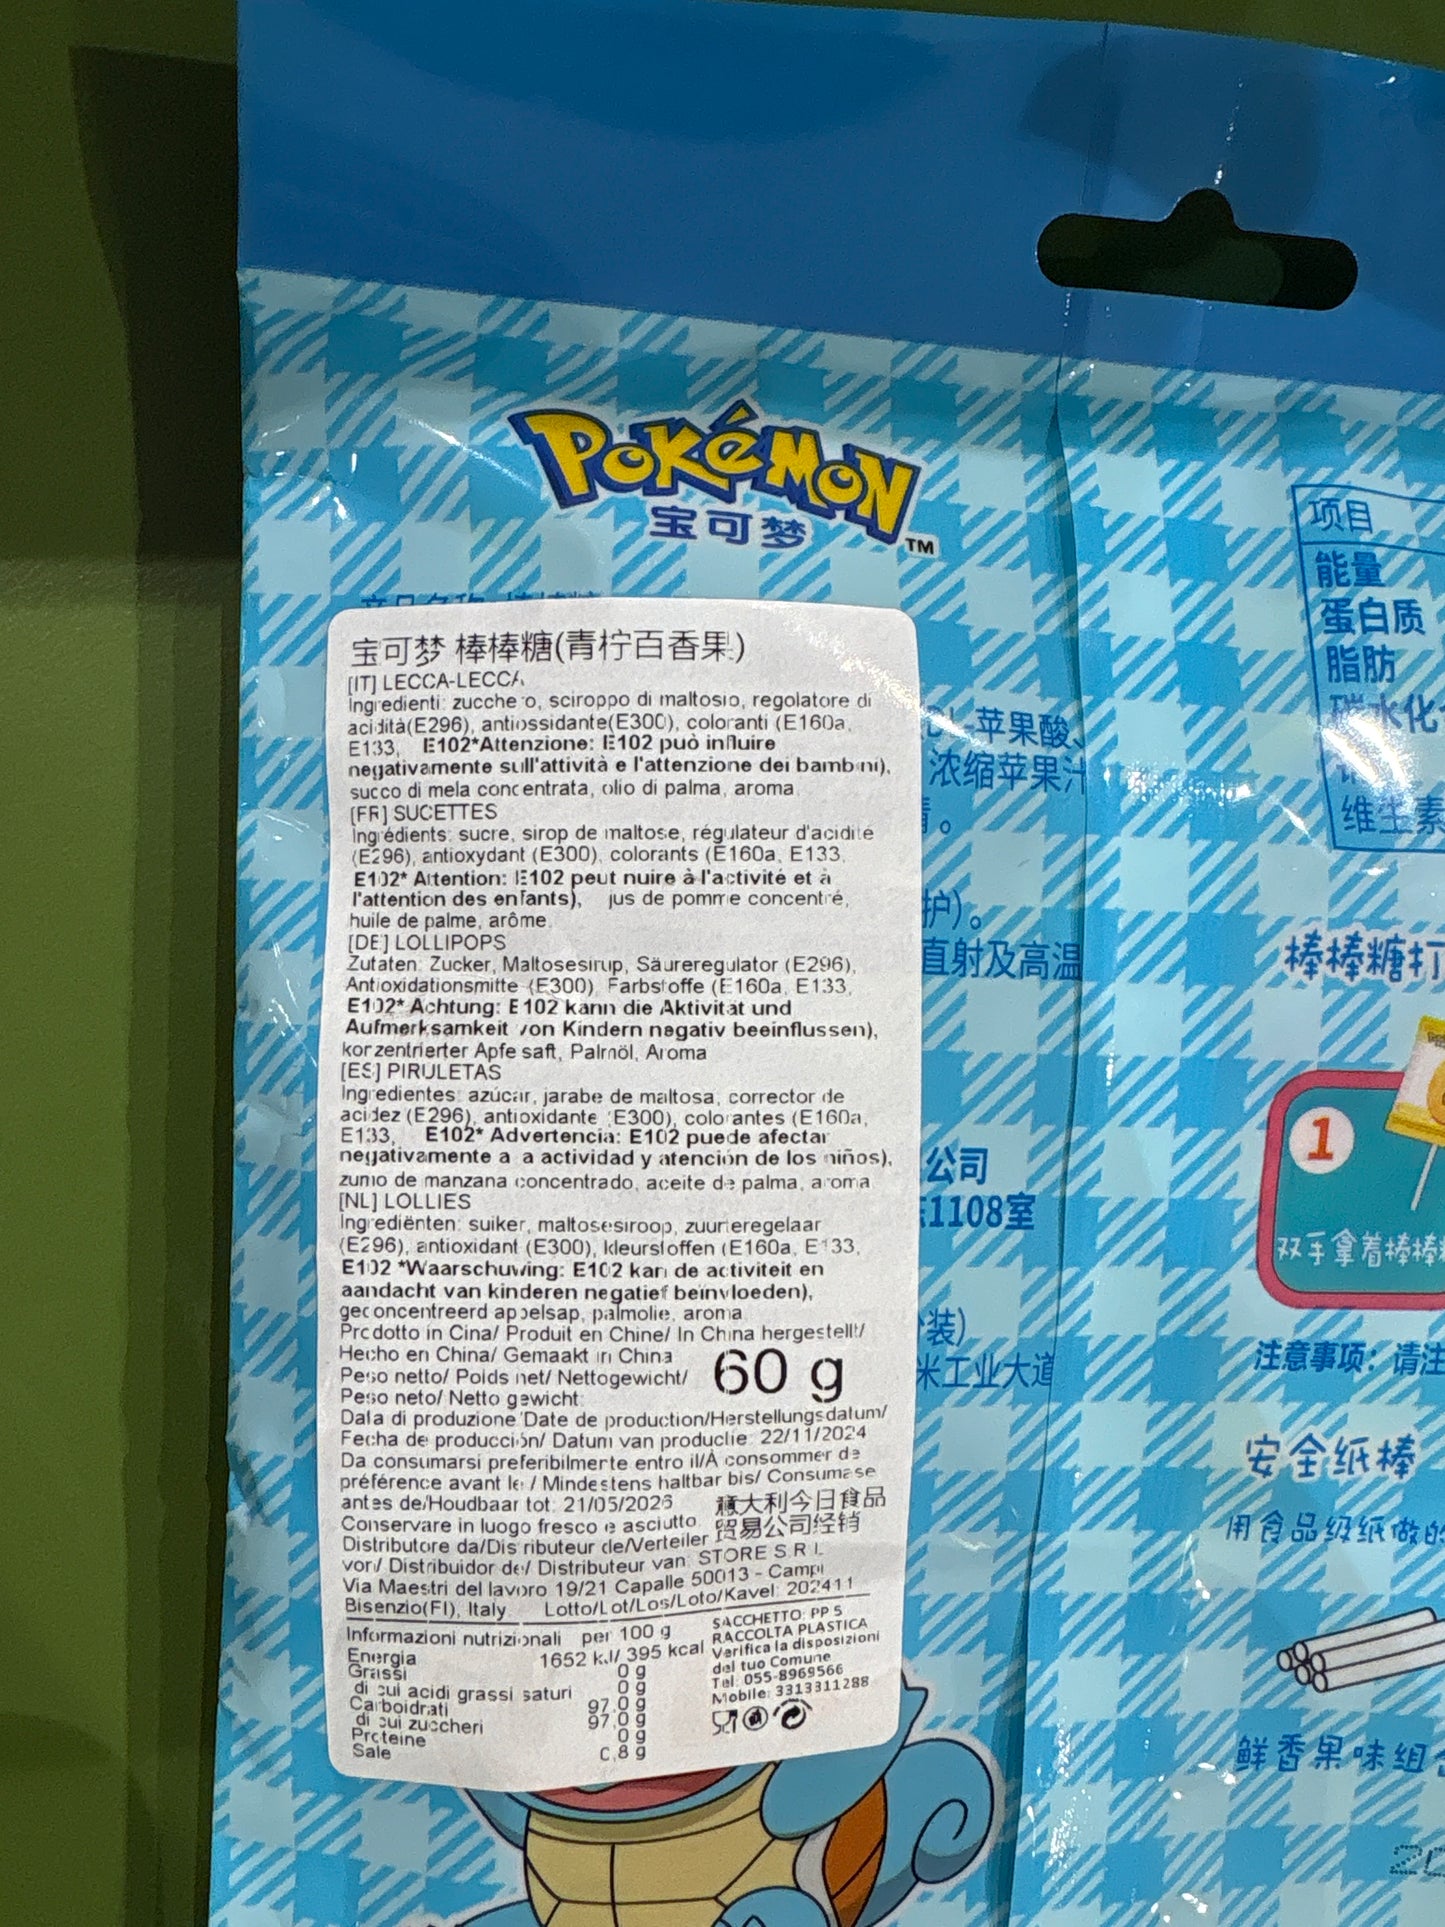 POKéMON
宝可梦
TM
宝可梦 棒棒糖(青柠百香果)
[IT] LECCA-LECCA
Ingredienti: zucchero, sciroppo di maltosio, regolatore di
acidità(E296), antiossidante(E300), coloranti (E160a,
E133, E102*Attenzione: E102 può influire
negativamente sull'attività e l'attenzione dei bambini),
succo di mela concentrata, olio di palma, aroma.
[FR] SUCETTES
Ingrédients: sucre, sirop de maltose, régulateur d'acidité
(E296), antioxydant (E300), colorants (E160a, E133,
E102* Attention: E102 peut nuire à l'activité et à
l'attention des enfants), jus de pomme concentré,
huile de palme, arôme.
[DE] LOLLIPOPS
Zutaten: Zucker, Maltosesirup, Säureregulator (E296),
Antioxidationsmitte (E300), Farbstoffe (E160a, E133,
E102* Achtung: E102 kann die Aktivität und
Aufmerksamkeit von Kindern negativ beeinflussen),
konzentrierter Apfelsaft, Palmöl, Aroma
[ES] PIRULETAS
Ingredientes: azúcar, jarabe de maltosa, corrector de
acidez (E296), antioxidante (E300), colorantes (E160a,
E133, E102* Advertencia: E102 puede afectar
negativamente a la actividad y atención de los niños),
zumo de manzana concentrado, aceite de palma, aroma
[NL] LOLLIES
Ingrediënten: suiker, maltosesiroop, zuurteregelaar
(E296), antioxidant (E300), kleurstoffen (E160a, E133,
E102 *Waarschuwing: E102 kan de activiteit en
aandacht van kinderen negatief beïnvloeden),
geconcentreerd appelsap, palmolie, aroma
Prodotto in Cina/ Produit en Chine/ In China hergestellt/
Hecho en China/ Gemaakt in China
Peso netto/ Poids net/ Nettogewicht/
Peso neto/ Netto gewicht:
60 g
Data di produzione/Date de production/Herstellungsdatum/
Fecha de producción/ Datum van productie: 22/11/2024
Da consumarsi preferibilmente entro il/À consommer de
préférence avant le / Mindestens haltbar bis/ Consumase
antes de/Houdbaar tot: 21/05/2026
Conservare in luogo fresco e asciutto.
意大利今日食品
贸易公司经销
Distributore da/Distributeur de/Verteiler
von/ Distribuidor de/ Distributeur van: STORE S.R.L
Via Maestri del lavoro 19/21 Capalle 50013 - Campi
Bisenzio(FI), Italy Lotto/Lot/Los/Loto/Kavel: 202411
Informazioni nutrizionali per 100 g
Energia 1652 kJ/ 395 kcal
Grassi 0 g
di cui acidi grassi saturi 0 g
Carboidrati 97,0 g
di cui zuccheri 97,0 g
Proteine 0 g
Sale 0,8 g
SACCHETTO: PP 5
RACCOLTA PLASTICA
Verifica la disposizioni
del tuo Comune
Tel: 055-8969566
Mobile: 3313311288
苹果酸、
浓缩苹果汁
。
护)。
直射及高温
公司
1108室
装)
米工业大道
项目
能量
蛋白质
脂肪
碳水化
维生素
棒棒糖打
1
双手拿着棒棒
注意事项：请注
安全纸棒
用食品级纸做的
鲜香果味组合
20